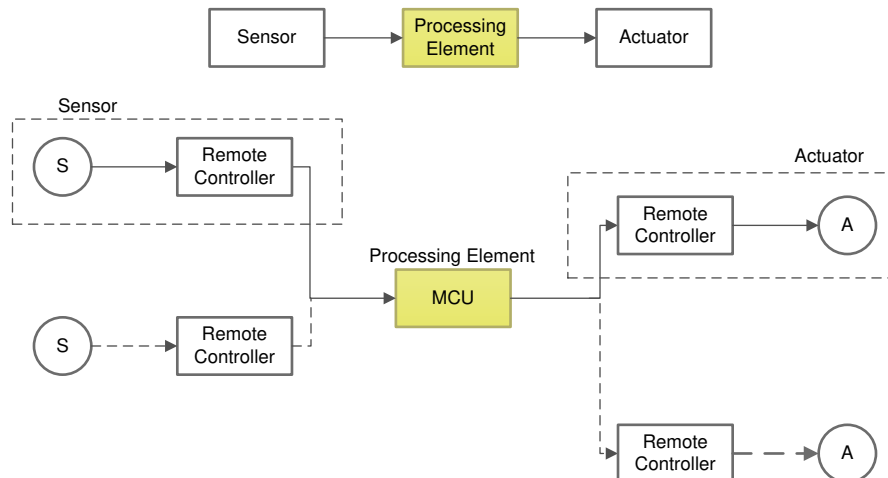 Sensor
Processing
Element
Actuator
Sensor
S
Remote
Controller
Actuator
Remote
Controller
A
Processing Element
MCU
S
Remote
Controller
Remote
Controller
A